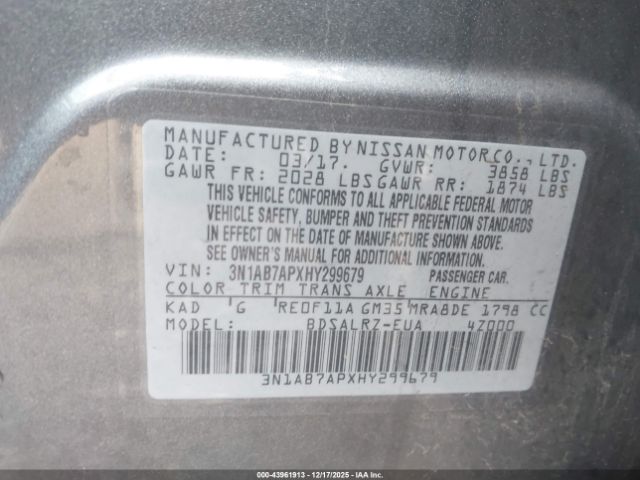 MANUFACTURED BY NISSAN MOTOR CO., LTD.
DATE: 03/17. GVWR: 3858 LBS
GAWR FR: 2028 LBS GAWR RR: 1874 LBS
THIS VEHICLE CONFORMS TO ALL APPLICABLE FEDERAL MOTOR
VEHICLE SAFETY, BUMPER AND THEFT PREVENTION STANDARDS
IN EFFECT ON THE DATE OF MANUFACTURE SHOWN ABOVE.
SEE OWNER'S MANUAL FOR ADDITIONAL INFORMATION.
VIN: 3N1AB7APXHY299679 PASSENGER CAR.
COLOR TRIM TRANS AXLE ENGINE
KAD G RE0F11A GM35 MRA8DE 1798 CC
MODEL: BDSALRZ-EUA 4Z000
3N1AB7APXHY299679
000-43961913 - 12/17/2025 - IAAI.CA